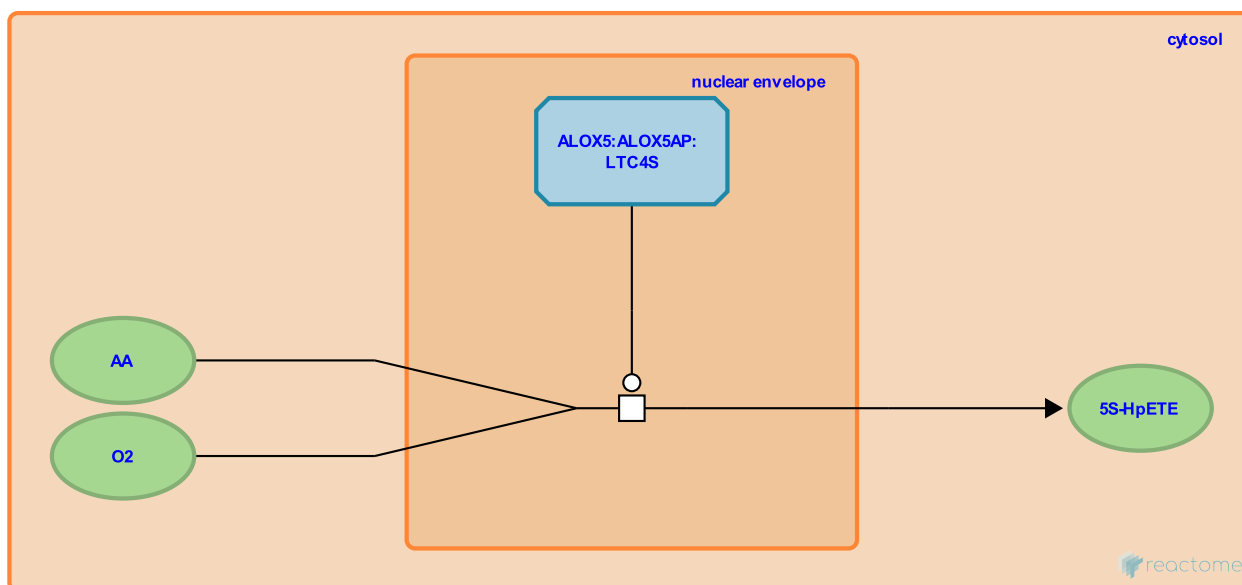 cytosol
nuclear envelope
ALOX5:ALOX5AP:
LTC4S
AA
O2
5S-HpETE
reactome